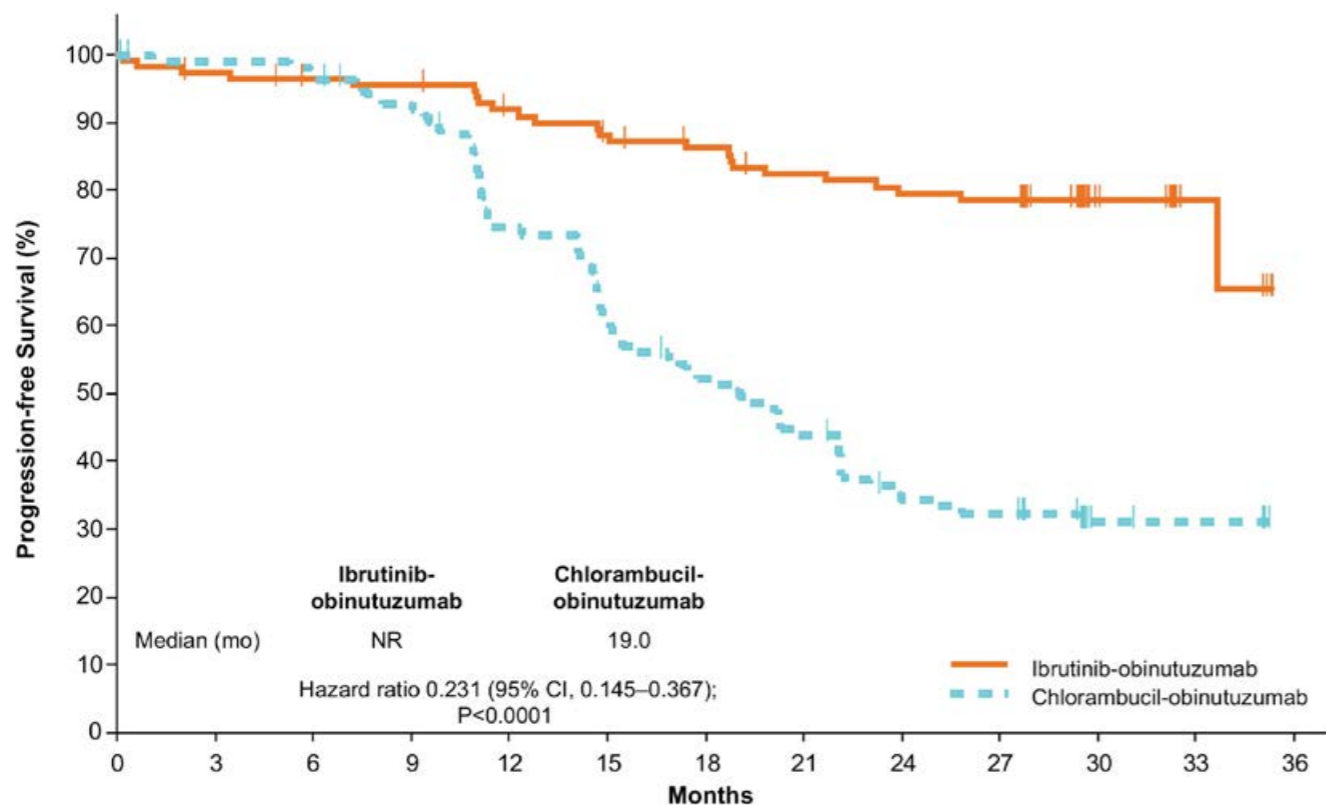 Progression-free Survival (%)
100
90
80
70
60
50
40
30
20
10
0
Ibrutinib-
obinutuzumab
Chlorambucil-
obinutuzumab
Median (mo) NR 19.0
Hazard ratio 0.231 (95% CI, 0.145–0.367);
P<0.0001
Ibrutinib-obinutuzumab
Chlorambucil-obinutuzumab
0 3 6 9 12 15 18 21 24 27 30 33 36
Months